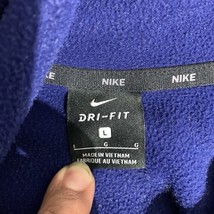 NIKE
NIKE
NIKE
DRI-FIT
L
L G G
MADE IN VIETNAM
FABRIQUÉ AU VIETNAM